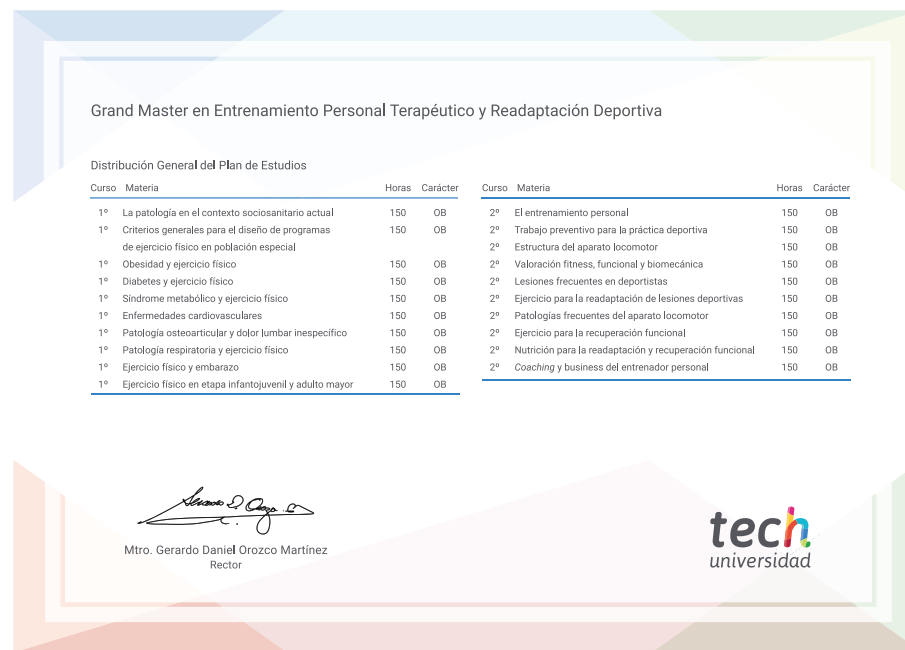 Grand Master en Entrenamiento Personal Terapéutico y Readaptación Deportiva
Distribución General del Plan de Estudios
Curso Materia Horas Carácter
1º La patología en el contexto sociosanitario actual 150 OB
1º Criterios generales para el diseño de programas 150 OB
de ejercicio físico en población especial
1º Obesidad y ejercicio físico 150 OB
1º Diabetes y ejercicio físico 150 OB
1º Síndrome metabólico y ejercicio físico 150 OB
1º Enfermedades cardiovasculares 150 OB
1º Patología osteoarticular y dolor lumbar inespecífico 150 OB
1º Patología respiratoria y ejercicio físico 150 OB
1º Ejercicio físico y embarazo 150 OB
1º Ejercicio físico en etapa infantojuvenil y adulto mayor 150 OB
Curso Materia Horas Carácter
2º El entrenamiento personal 150 OB
2º Trabajo preventivo para la práctica deportiva 150 OB
2º Estructura del aparato locomotor 150 OB
2º Valoración fitness, funcional y biomecánica 150 OB
2º Lesiones frecuentes en deportistas 150 OB
2º Ejercicio para la readaptación de lesiones deportivas 150 OB
2º Patologías frecuentes del aparato locomotor 150 OB
2º Ejercicio para la recuperación funcional 150 OB
2º Nutrición para la readaptación y recuperación funcional 150 OB
2º Coaching y business del entrenador personal 150 OB
Mtro. Gerardo Daniel Orozco Martínez
Rector
tech
universidad